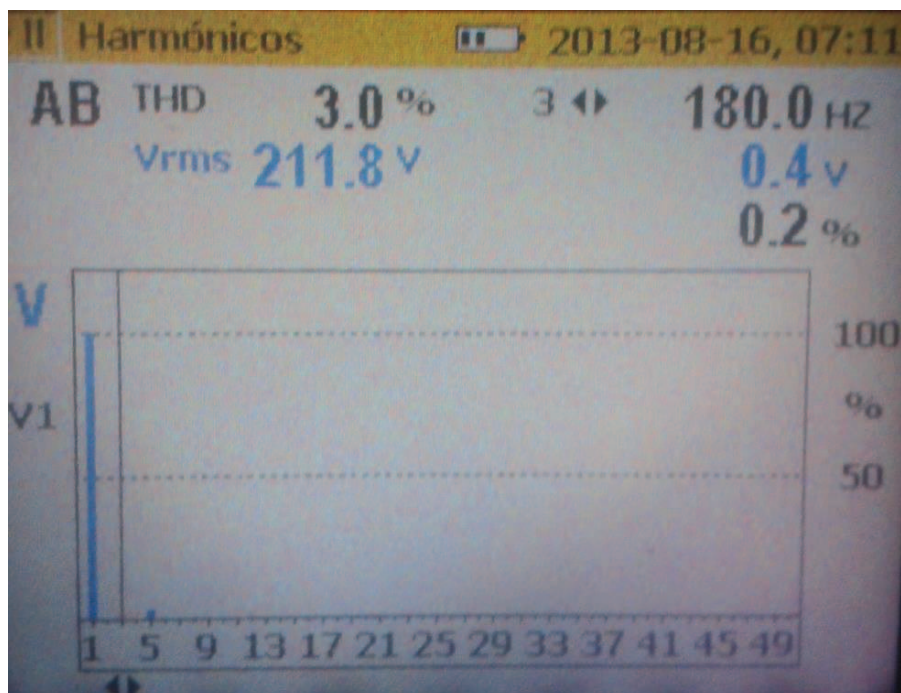 Harmónicos 2013-08-16, 07:11
AB THD 3.0 % 3 180.0 HZ
Vrms 211.8 V 0.4 V
0.2 %
V
100
V1 %
50
1 5 9 13 17 21 25 29 33 37 41 45 49